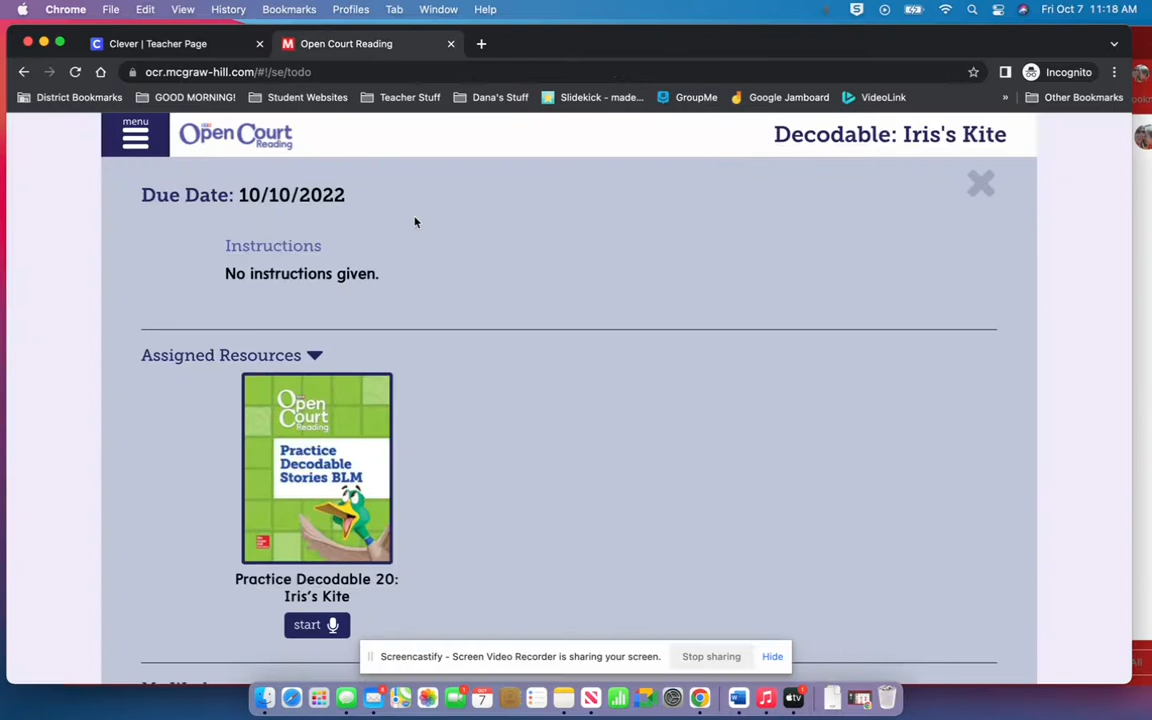 Chrome File Edit View History Bookmarks Profiles Tab Window Help Fri Oct 7 11:18 AM
Clever | Teacher Page Open Court Reading
ocr.mcgraw-hill.com/#!/se/todo Incognito
District Bookmarks GOOD MORNING! Student Websites Teacher Stuff Dana's Stuff Slidekick - made... GroupMe Google Jamboard VideoLink » Other Bookmarks
menu Open Court Reading Decodable: Iris's Kite
Due Date: 10/10/2022
Instructions
No instructions given.
Assigned Resources
Open
Court
Reading
Practice
Decodable
Stories BLM
Practice Decodable 20:
Iris's Kite
start
Screencastify - Screen Video Recorder is sharing your screen. Stop sharing Hide